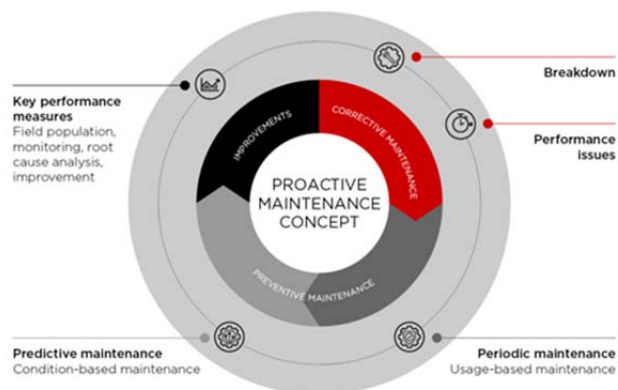 Key performance
measures
Field population,
monitoring, root
cause analysis,
improvement
Breakdown
Performance
issues
IMPROVEMENTS
CORRECTIVE MAINTENANCE
PROACTIVE
MAINTENANCE
CONCEPT
PREVENTIVE MAINTENANCE
Predictive maintenance
Condition-based maintenance
Periodic maintenance
Usage-based maintenance